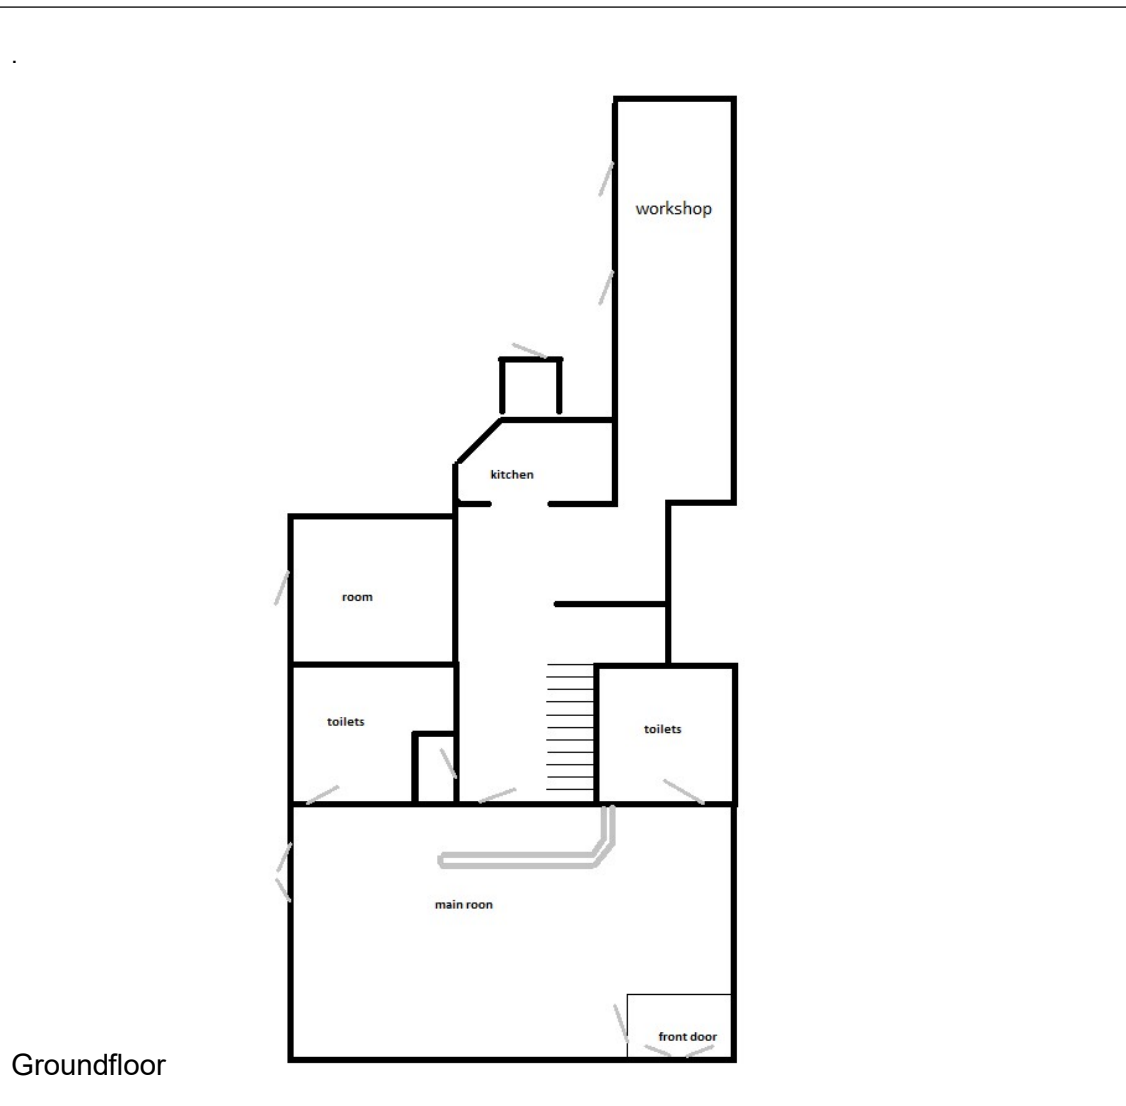 .
workshop
kitchen
room
toilets
toilets
main roon
front door
Groundfloor